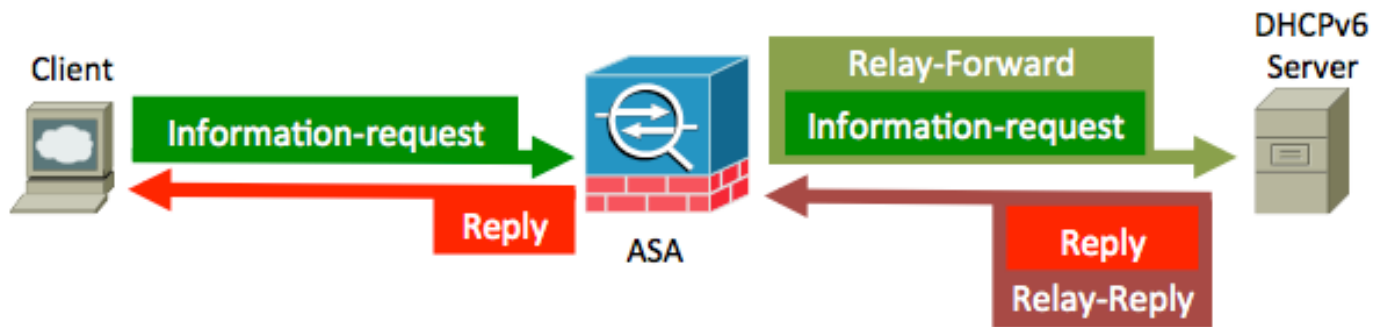 Client
Information-request
Reply
ASA
Relay-Forward
Information-request
Reply
Relay-Reply
DHCPv6
Server